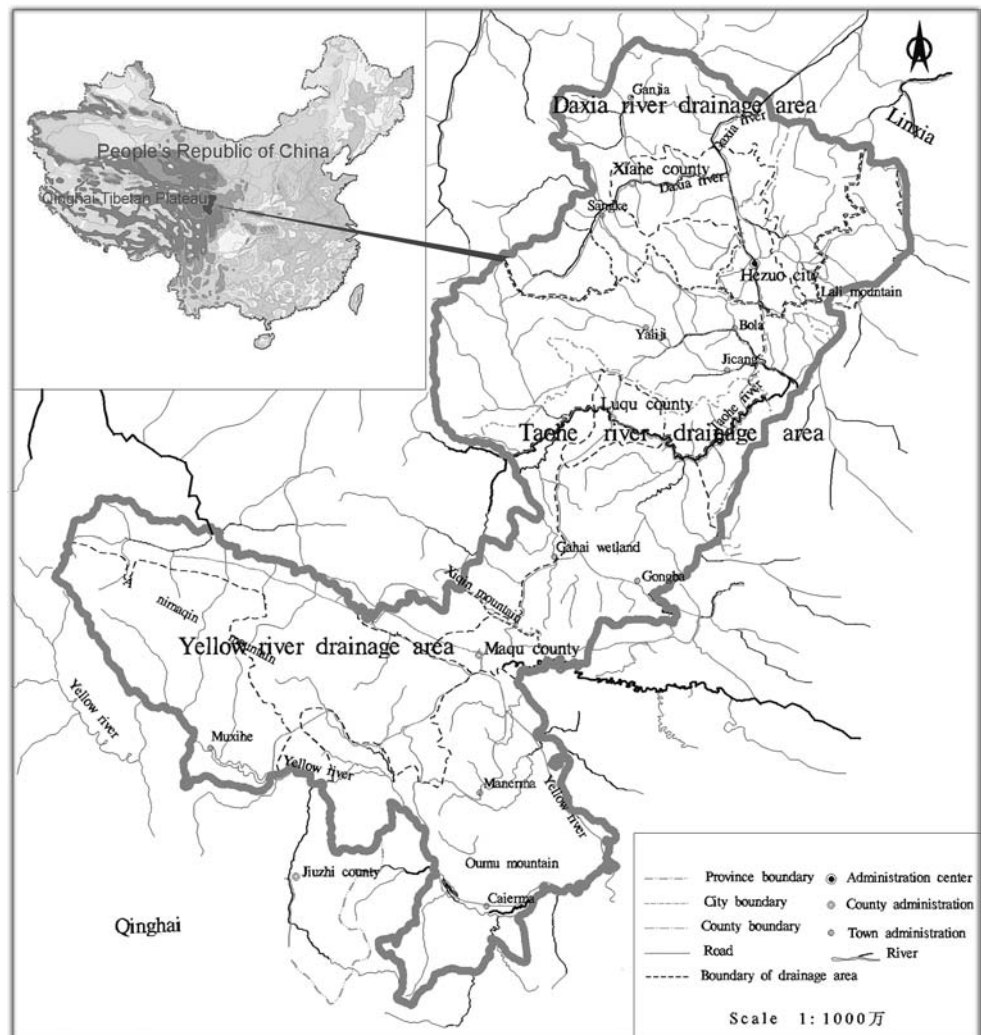 People's Republic of China
Qinghai Tibetan Plateau
Ganjia
Daxia river drainage area
Linxia
Daxia river
Xiahe county
Daxia river
Sangke
Hezuo city
Lali mountain
Yaliji
Bola
Jicang
Luqu county
Taohe river
Taohe river drainage area
Gahai wetland
Gongba
Xiqin mountain
A
nimaqin
mountain
Yellow river drainage area
Maqu county
Yellow river
Muxihe
Yellow river
Manerma
Yellow river
Oumu mountain
Jiuzhi county
Caierma
Qinghai
Province boundary
Administration center
City boundary
County administration
County boundary
Town administration
Road
River
Boundary of drainage area
Scale 1:1000万